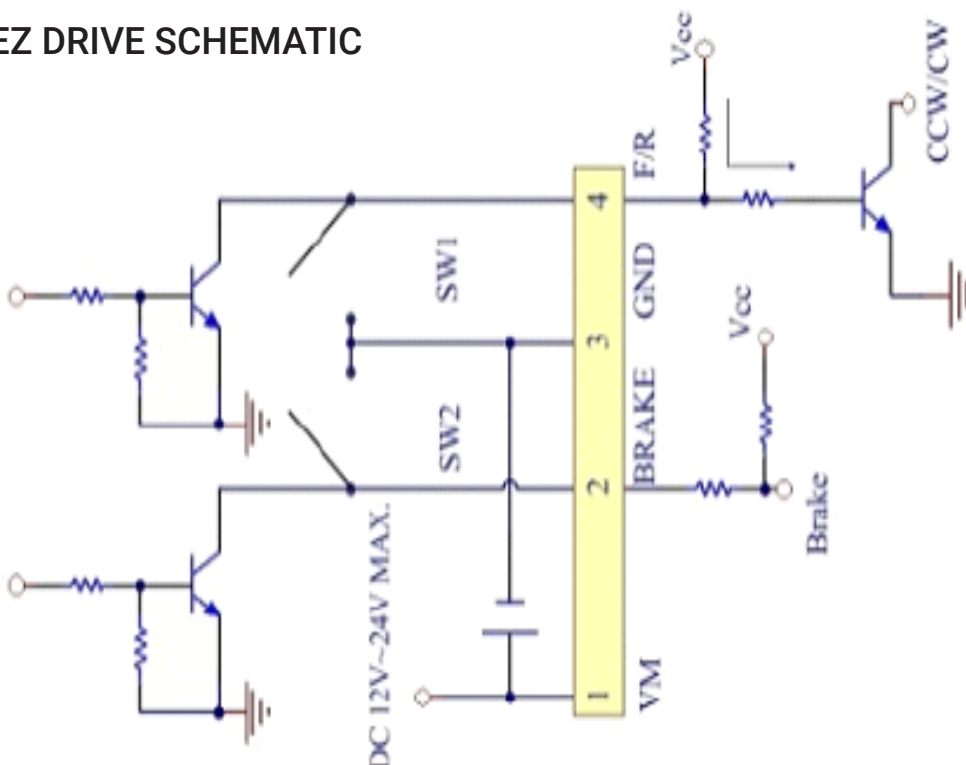 EZ DRIVE SCHEMATIC
Vcc
CCW/CW
F/R
4
SW1
GND
3
Vcc
SW2
BRAKE
2
Brake
DC 12V~24V MAX.
VM
1